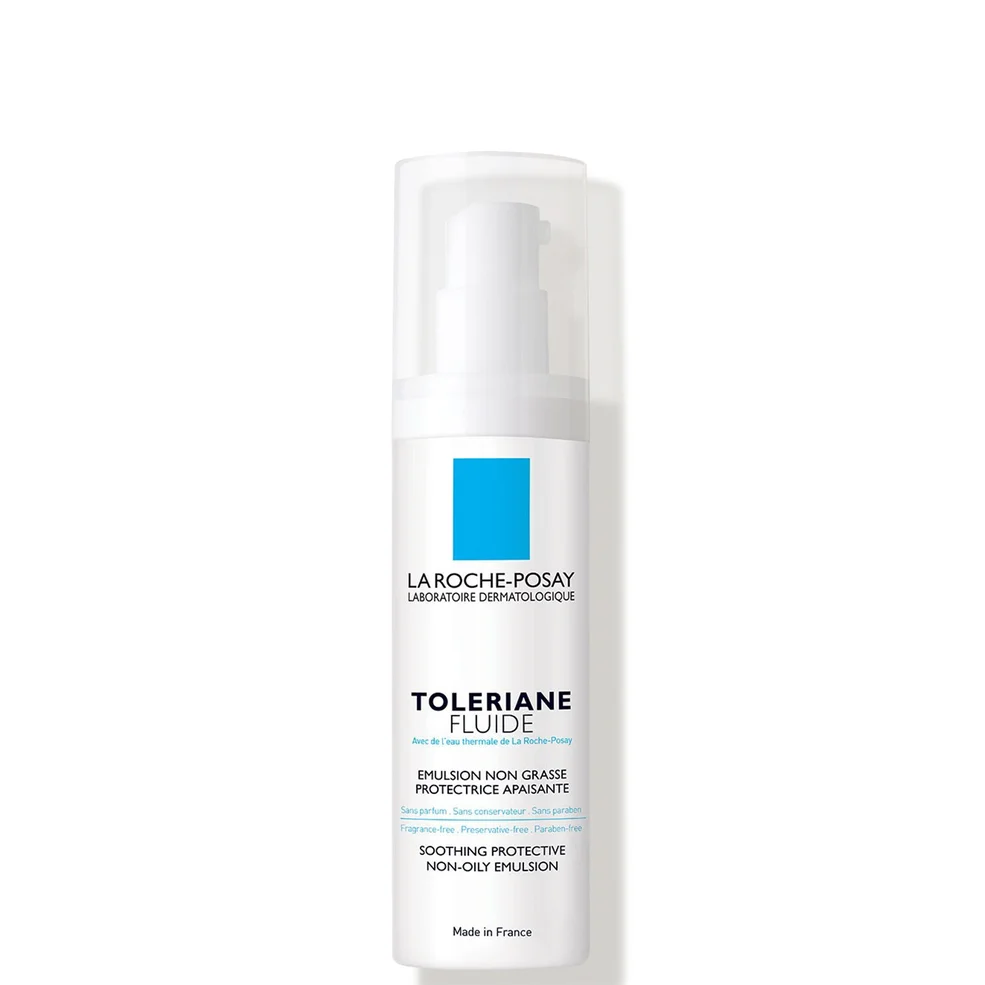 LA ROCHE-POSAY
LABORATOIRE DERMATOLOGIQUE
TOLERIANE
FLUIDE
Avec de l'eau thermale de La Roche-Posay
EMULSION NON GRASSE
PROTECTRICE APAISANTE
Sans parfum . Sans conservateur . Sans paraben
Fragrance-free . Preservative-free . Paraben-free
SOOTHING PROTECTIVE
NON-OILY EMULSION
Made in France